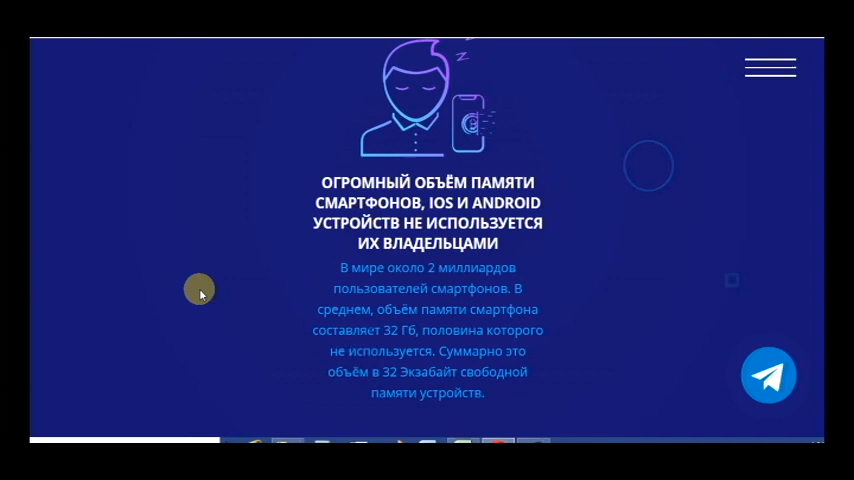 ОГРОМНЫЙ ОБЪЁМ ПАМЯТИ
СМАРТФОНОВ, IOS И ANDROID
УСТРОЙСТВ НЕ ИСПОЛЬЗУЕТСЯ
ИХ ВЛАДЕЛЬЦАМИ
В мире около 2 миллиардов
пользователей смартфонов. В
среднем, объём памяти смартфона
составляет 32 Гб, половина которого
не используется. Суммарно это
объём в 32 Экзабайт свободной
памяти устройств.